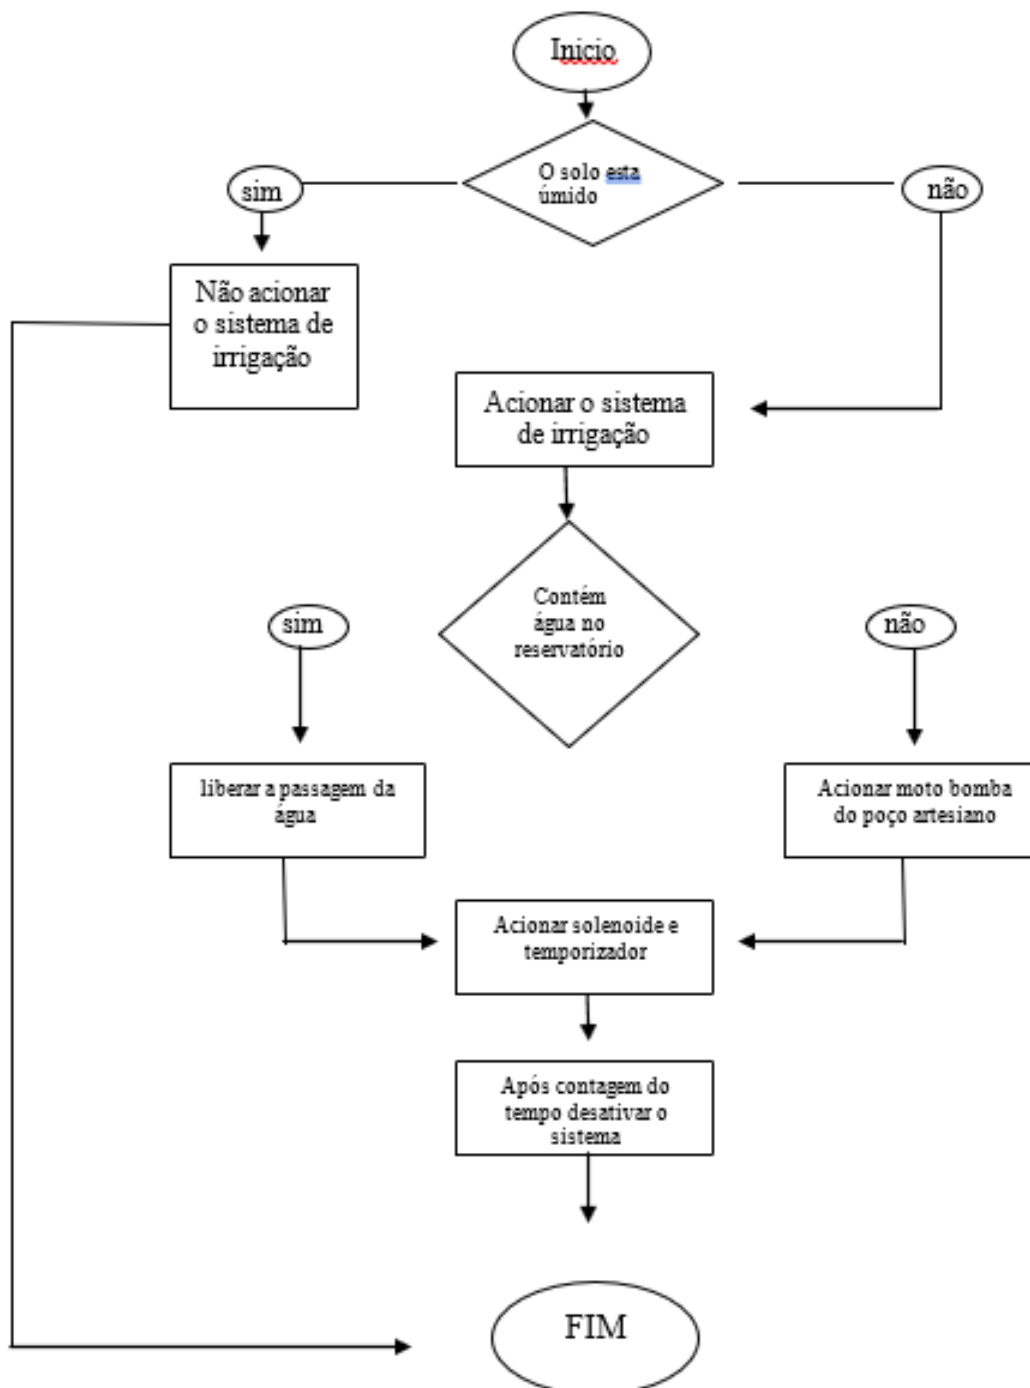 Inicio
O solo esta
úmido
sim
não
Não acionar
o sistema de
irrigação
Acionar o sistema
de irrigação
Contém
água no
reservatório
sim
não
liberar a passagem da
água
Acionar moto bomba
do poço artesiano
Acionar solenoide e
temporizador
Após contagem do
tempo desativar o
sistema
FIM